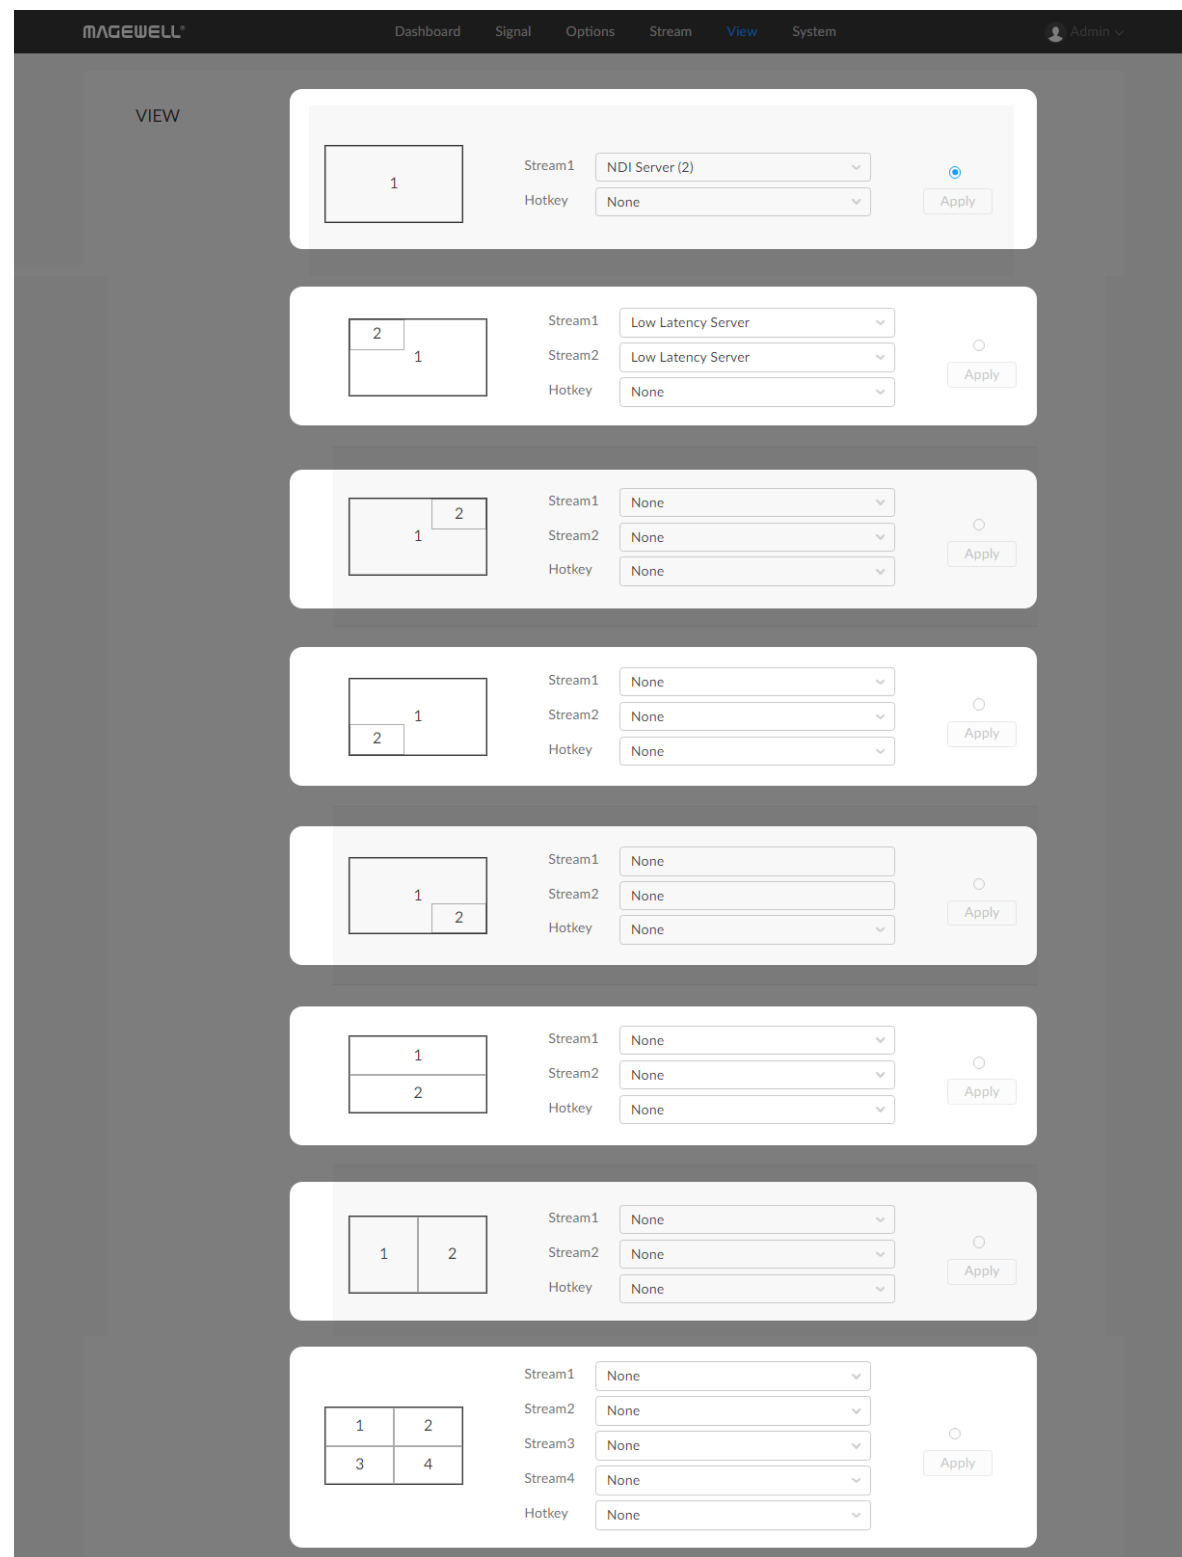 MAGEWELL® Dashboard Signal Options Stream View System Admin
VIEW
1
Stream1 NDI Server (2)
Hotkey None
Apply
2
1
Stream1 Low Latency Server
Stream2 Low Latency Server
Hotkey None
Apply
2
1
Stream1 None
Stream2 None
Hotkey None
Apply
1
2
Stream1 None
Stream2 None
Hotkey None
Apply
1
2
Stream1 None
Stream2 None
Hotkey None
Apply
1
2
Stream1 None
Stream2 None
Hotkey None
Apply
1 2
Stream1 None
Stream2 None
Hotkey None
Apply
1 2
3 4
Stream1 None
Stream2 None
Stream3 None
Stream4 None
Hotkey None
Apply